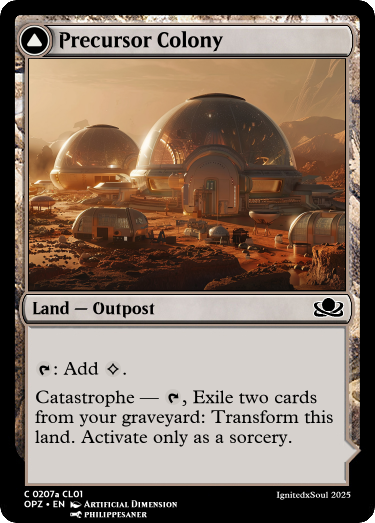 Precursor Colony
Land — Outpost
: Add .
Catastrophe — , Exile two cards
from your graveyard: Transform this
land. Activate only as a sorcery.
C 0207a CL01
OPZ • EN Artificial Dimension
PHILIPPESANER
IgnitedxSoul 2025